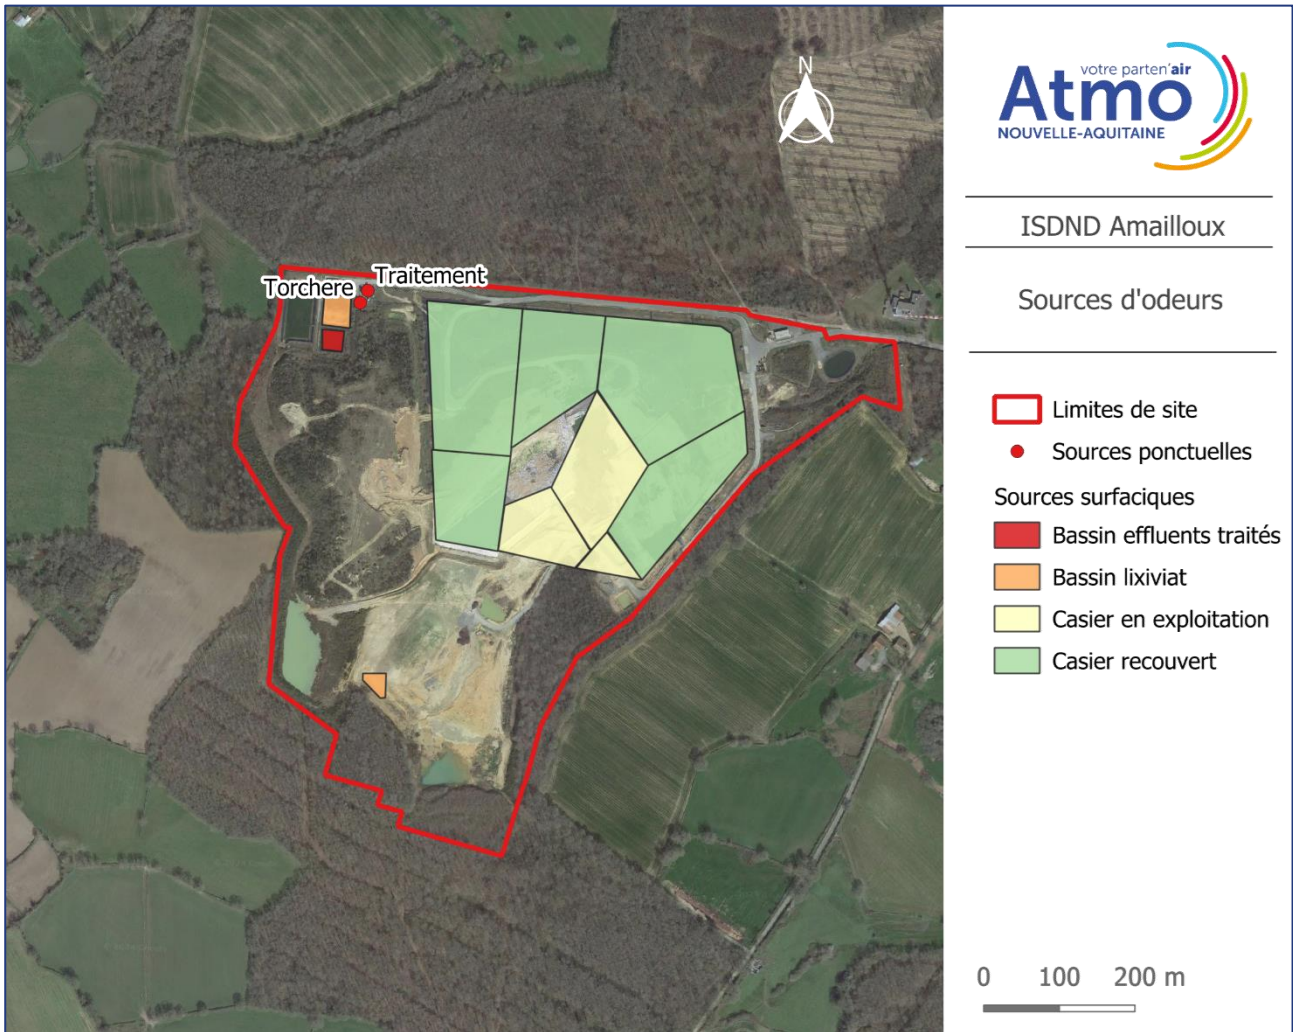 N
Torchere
Traitement
votre parten'air
Atmo
NOUVELLE-AQUITAINE
ISDND Amailloux
Sources d'odeurs
Limites de site
Sources ponctuelles
Sources surfaciques
Bassin effluents traités
Bassin lixiviat
Casier en exploitation
Casier recouvert
0 100 200 m